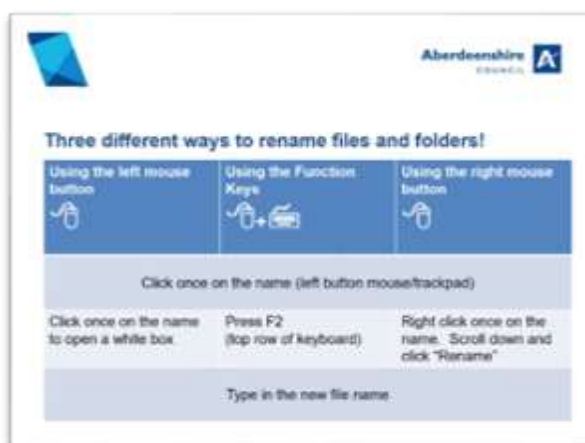 Aberdeenshire
COUNCIL
Three different ways to rename files and folders!
Using the left mouse
button
Using the Function
Keys
+
Using the right mouse
button
Click once on the name (left button mouse/trackpad)
Click once on the name
to open a white box
Press F2
(top row of keyboard)
Right click once on the
name. Scroll down and
click "Rename"
Type in the new file name